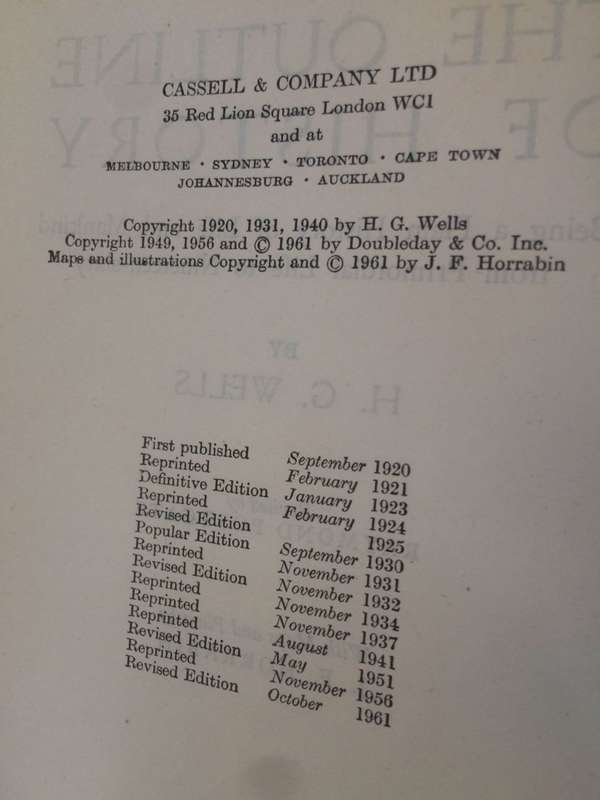 CASSELL & COMPANY LTD
35 Red Lion Square London WC1
and at
MELBOURNE · SYDNEY · TORONTO · CAPE TOWN
JOHANNESBURG · AUCKLAND
Copyright 1920, 1931, 1940 by H. G. Wells
Copyright 1949, 1956 and © 1961 by Doubleday & Co. Inc.
Maps and illustrations Copyright and © 1961 by J. F. Horrabin
First published September 1920
Reprinted February 1921
Definitive Edition January 1923
Reprinted February 1924
Revised Edition 1925
Popular Edition September 1930
Reprinted November 1931
Revised Edition November 1932
Reprinted November 1934
Reprinted November 1937
Reprinted August 1941
Revised Edition May 1951
Reprinted November 1956
Revised Edition October 1961